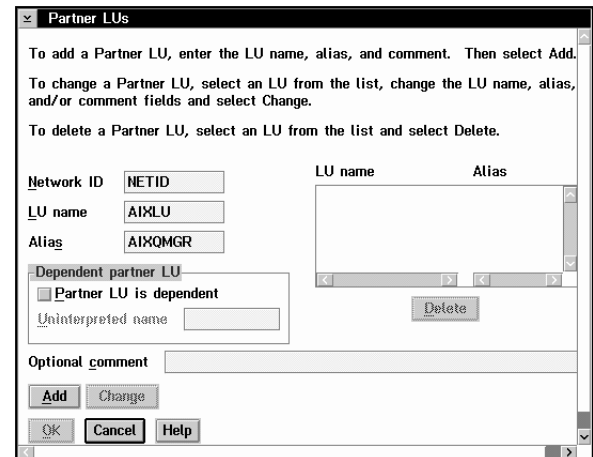 Partner LUs
To add a Partner LU, enter the LU name, alias, and comment. Then select Add.
To change a Partner LU, select an LU from the list, change the LU name, alias,
and/or comment fields and select Change.
To delete a Partner LU, select an LU from the list and select Delete.
LU name Alias
Network ID NETID
LU name AIXLU
Alias AIXQMGR
Dependent partner LU
Partner LU is dependent
Uninterpreted name
Delete
Optional comment
Add Change
OK Cancel Help